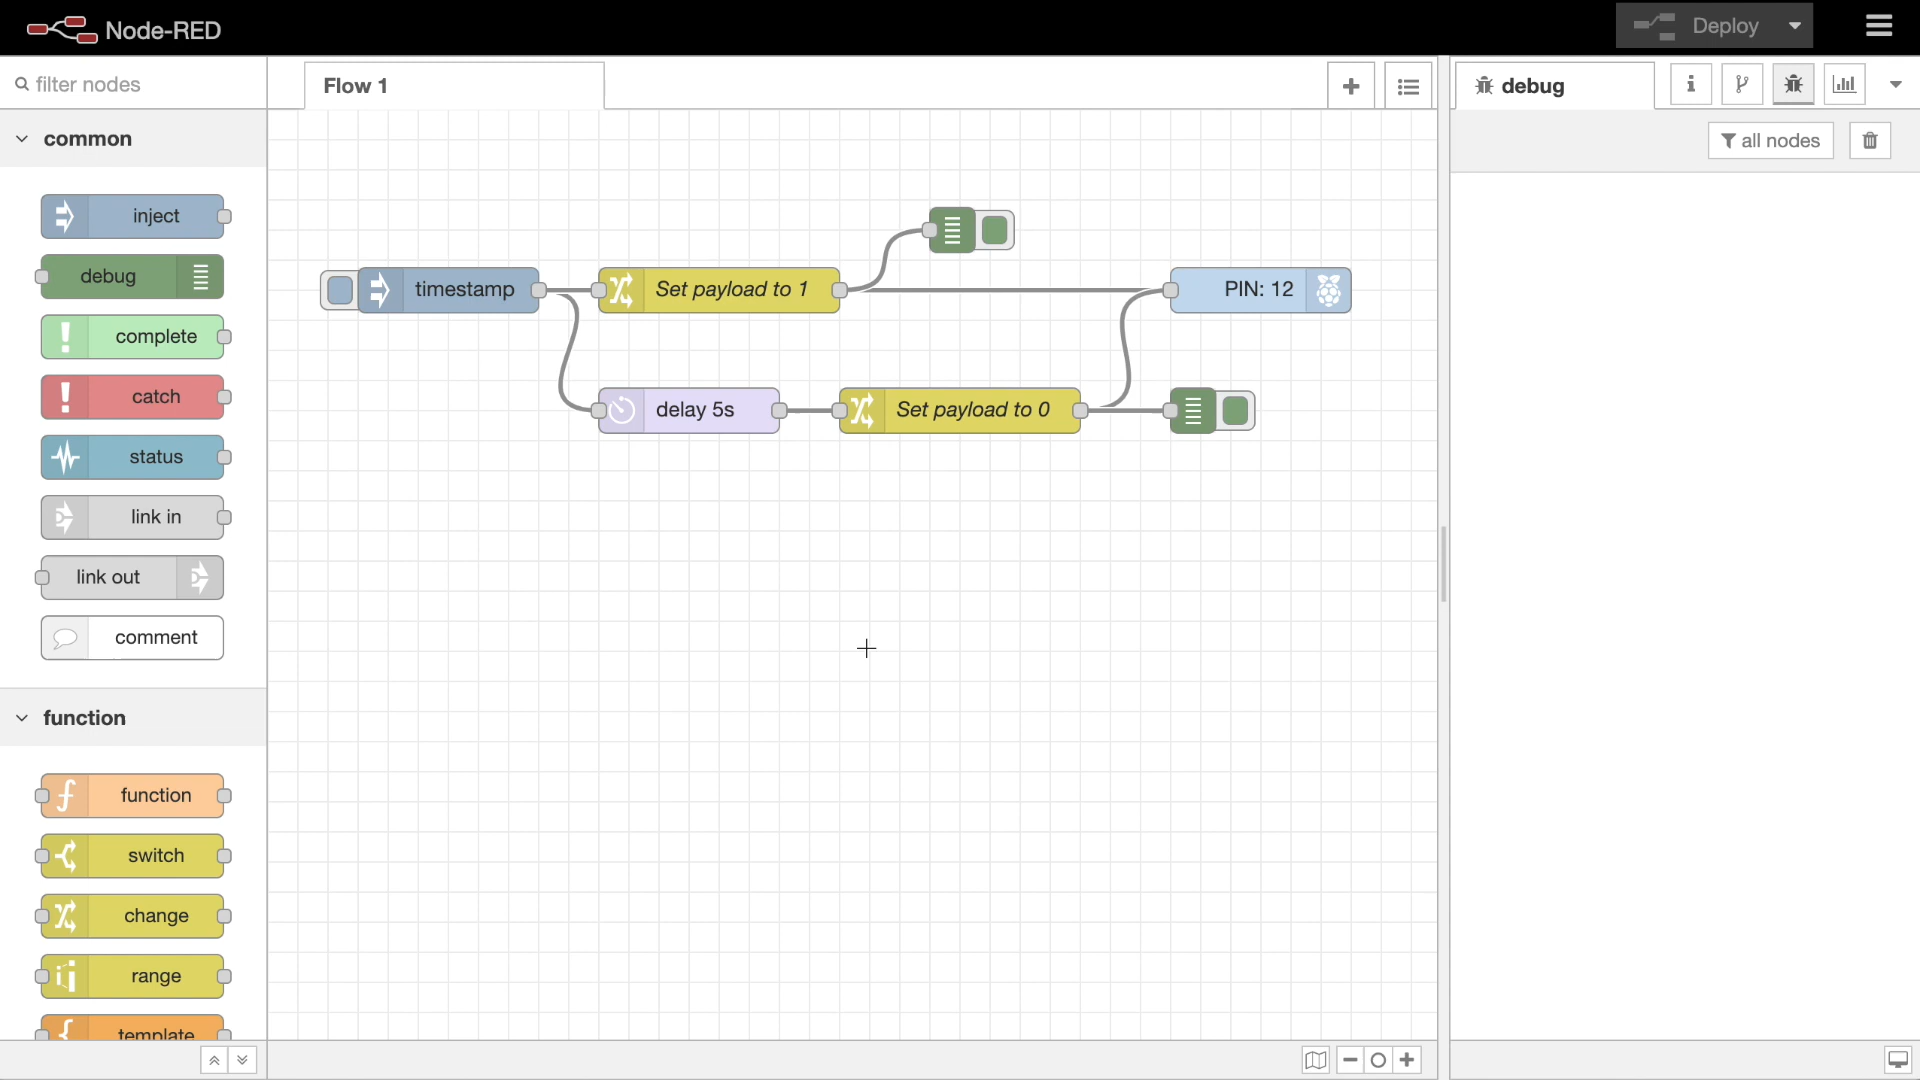 Node-RED
Deploy
filter nodes
Flow 1
debug
all nodes
common
inject
debug
complete
catch
status
link in
link out
comment
function
function
switch
change
range
template
timestamp
Set payload to 1
PIN: 12
delay 5s
Set payload to 0